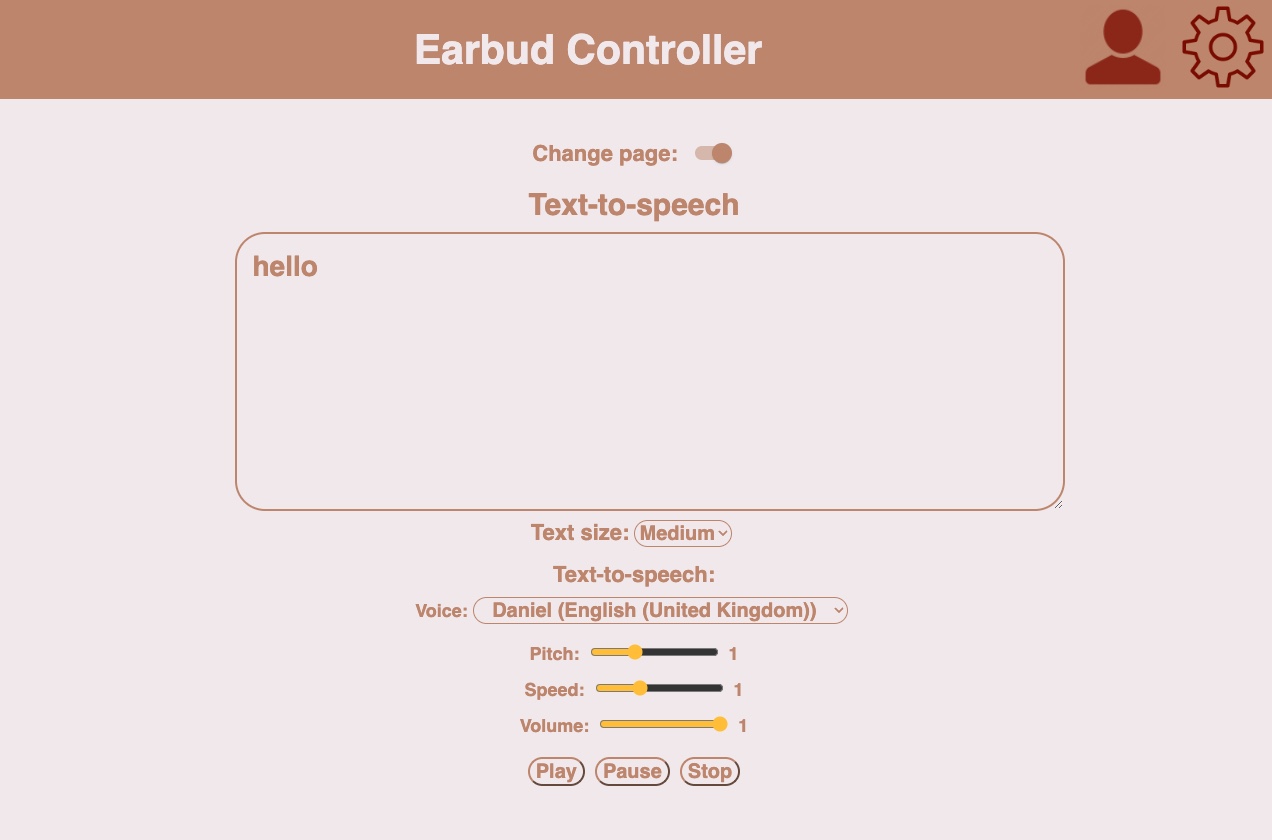 Earbud Controller
Change page:
Text-to-speech
hello
Text size: Medium
Text-to-speech:
Voice: Daniel (English (United Kingdom))
Pitch: 1
Speed: 1
Volume: 1
Play Pause Stop